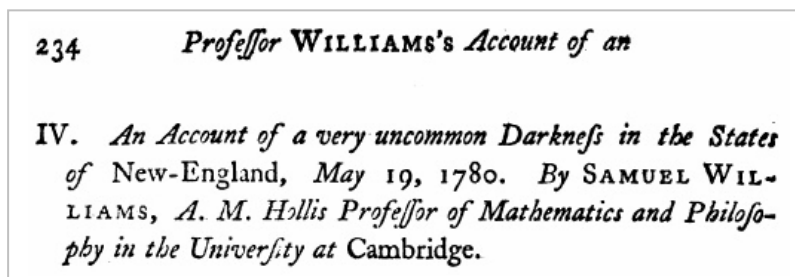 234 Profeſſor WILLIAMS's Account of an
IV. An Account of a very uncommon Darkneſs in the States
of New-England, May 19, 1780. By SAMUEL WIL-
LIAMS, A. M. Hollis Profeſſor of Mathematics and Philoſo-
phy in the Univerſity at Cambridge.